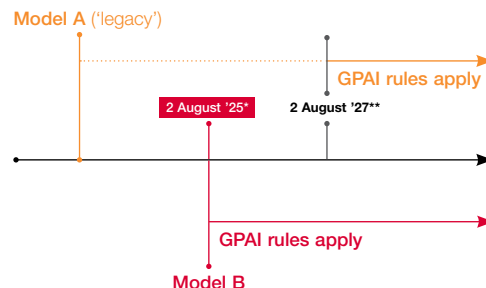 Model A ('legacy')
GPAI rules apply
2 August '25*
2 August '27**
GPAI rules apply
Model B